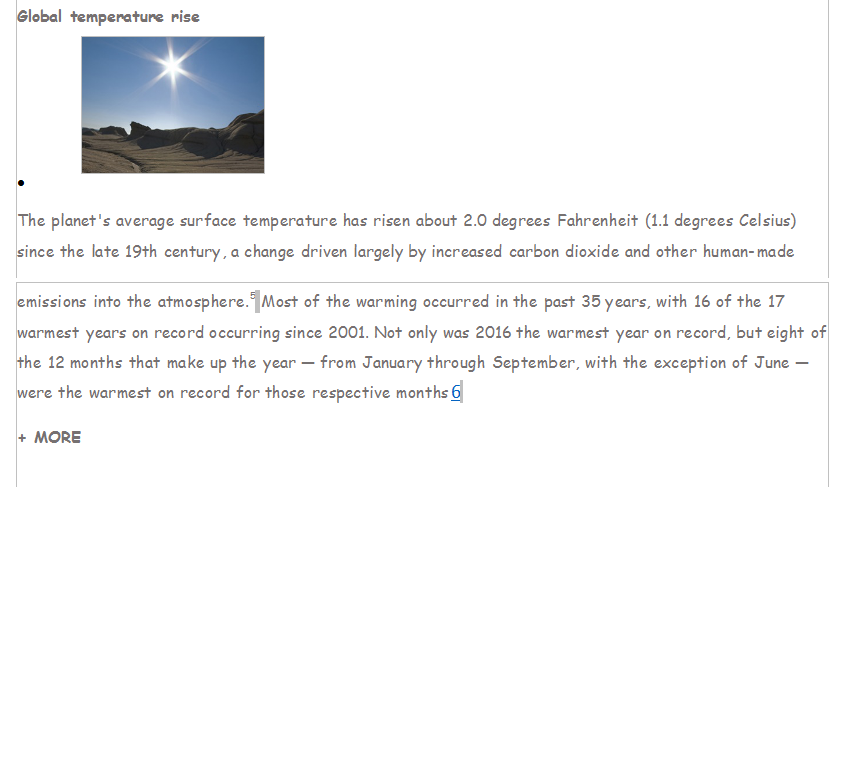 Global temperature rise
The planet's average surface temperature has risen about 2.0 degrees Fahrenheit (1.1 degrees Celsius)
since the late 19th century, a change driven largely by increased carbon dioxide and other human-made
emissions into the atmosphere.5 Most of the warming occurred in the past 35 years, with 16 of the 17
warmest years on record occurring since 2001. Not only was 2016 the warmest year on record, but eight of
the 12 months that make up the year — from January through September, with the exception of June —
were the warmest on record for those respective months 6
+ MORE